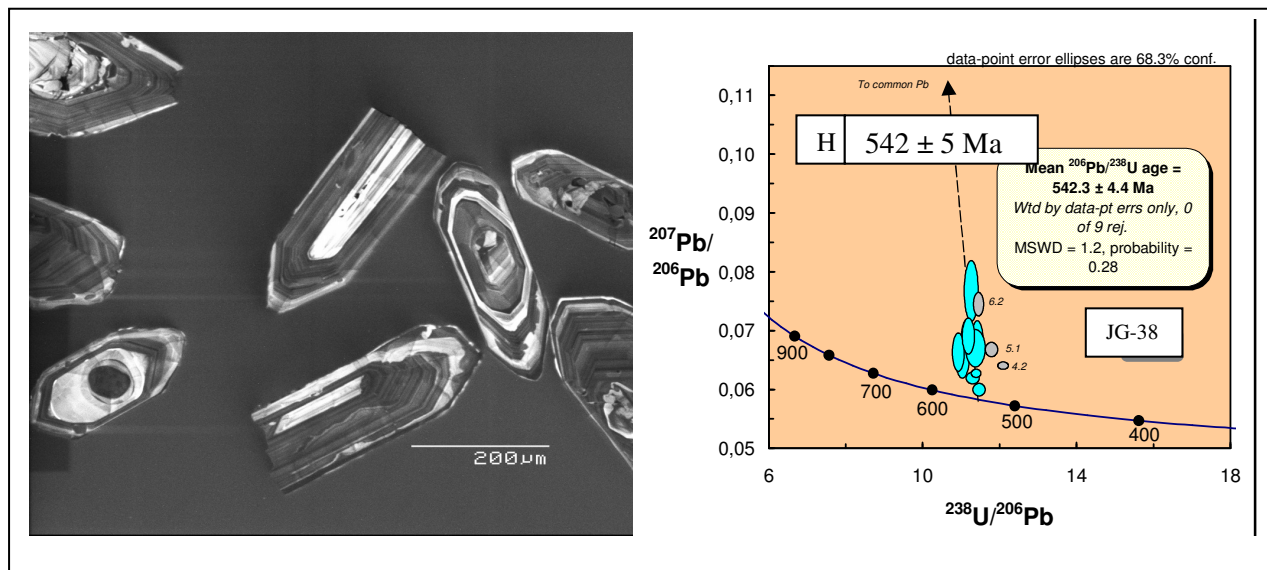 200µm
data-point error ellipses are 68.3% conf.
To common Pb
H 542 ± 5 Ma
Mean ²⁰⁶Pb/²³⁸U age =
542.3 ± 4.4 Ma
Wtd by data-pt errs only, 0
of 9 rej.
MSWD = 1.2, probability =
0.28
JG-38
6.2
5.1
4.2
900
700
600
500
400
0,11
0,10
0,09
0,08
0,07
0,06
0,05
²⁰⁷Pb/
²⁰⁶Pb
6 10 14 18
²³⁸U/²⁰⁶Pb